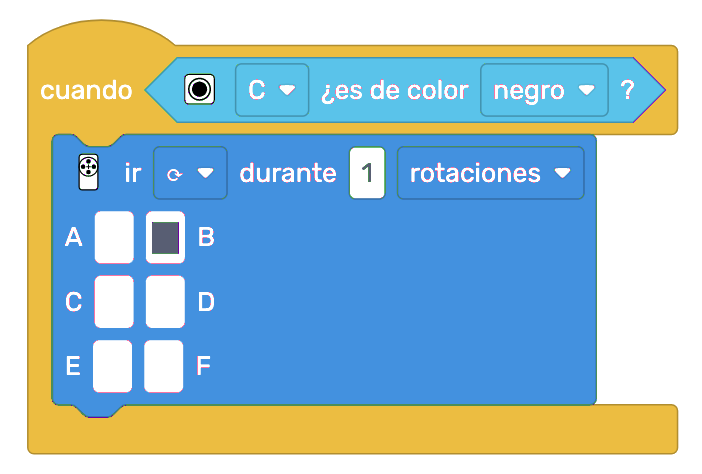 cuando C ¿es de color negro ?
ir ⟳ durante 1 rotaciones
A B
C D
E F